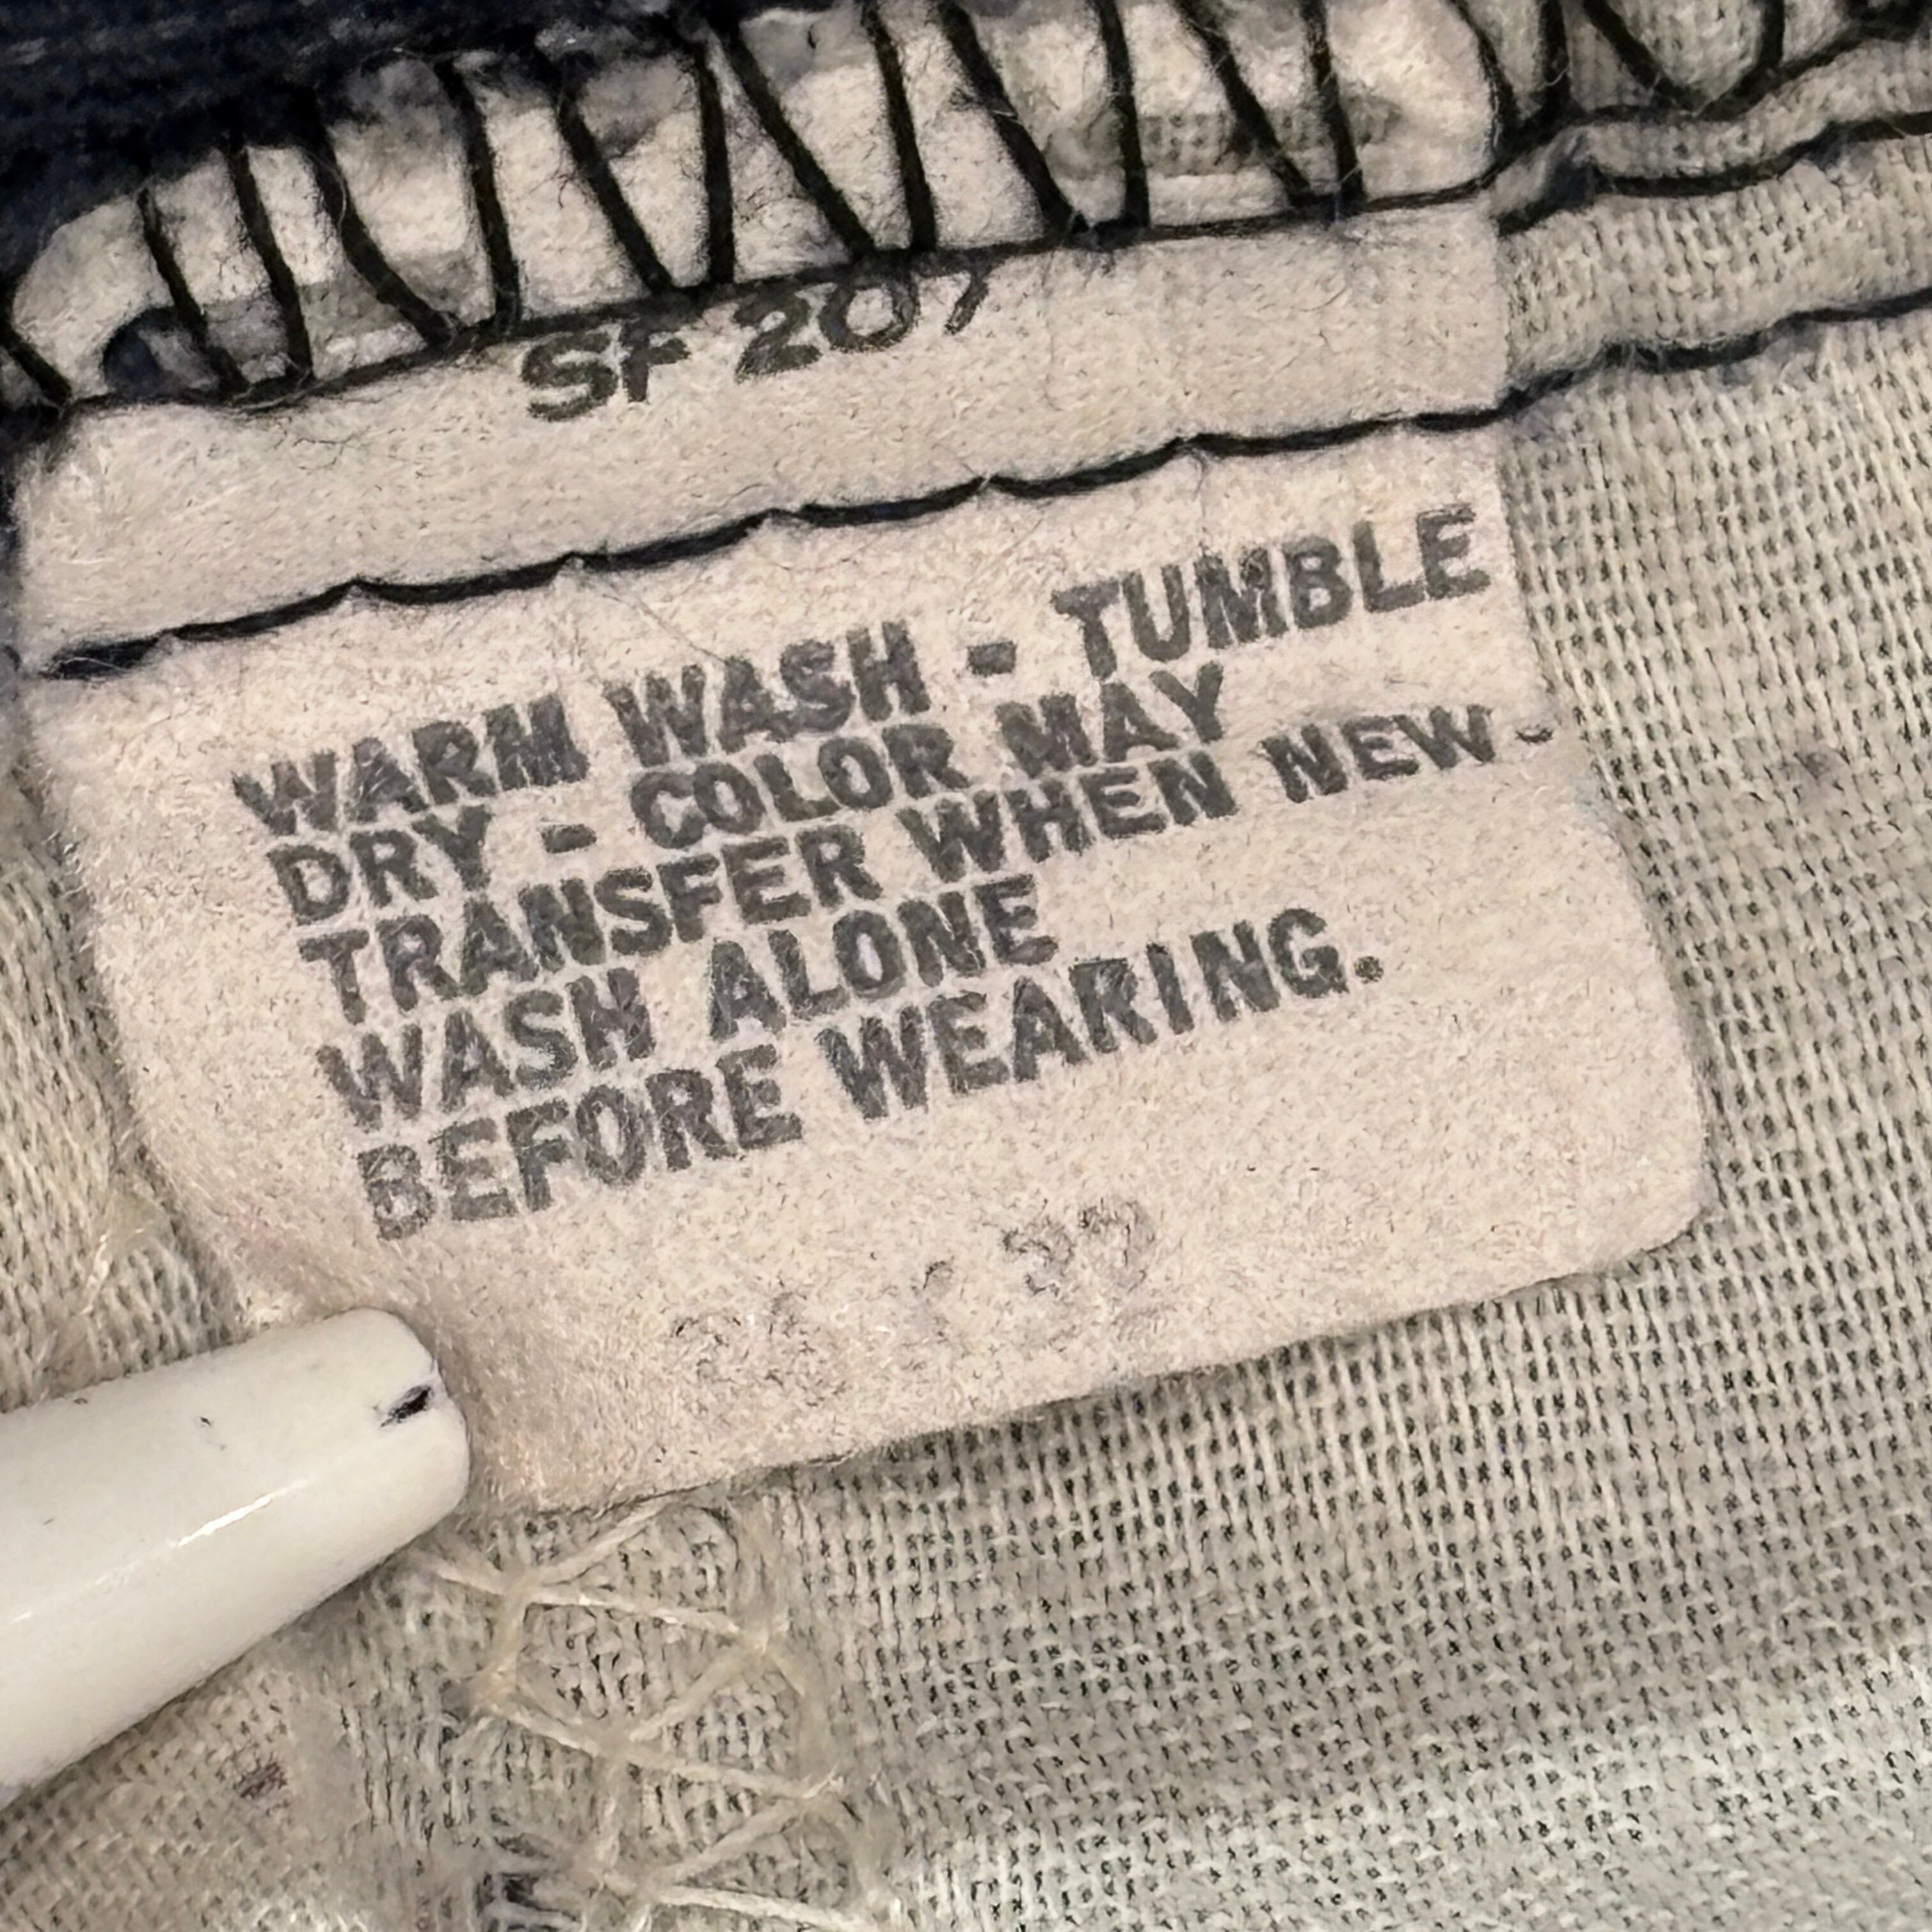 SF 207
WARM WASH - TUMBLE
DRY - COLOR MAY
TRANSFER WHEN NEW -
WASH ALONE
BEFORE WEARING.